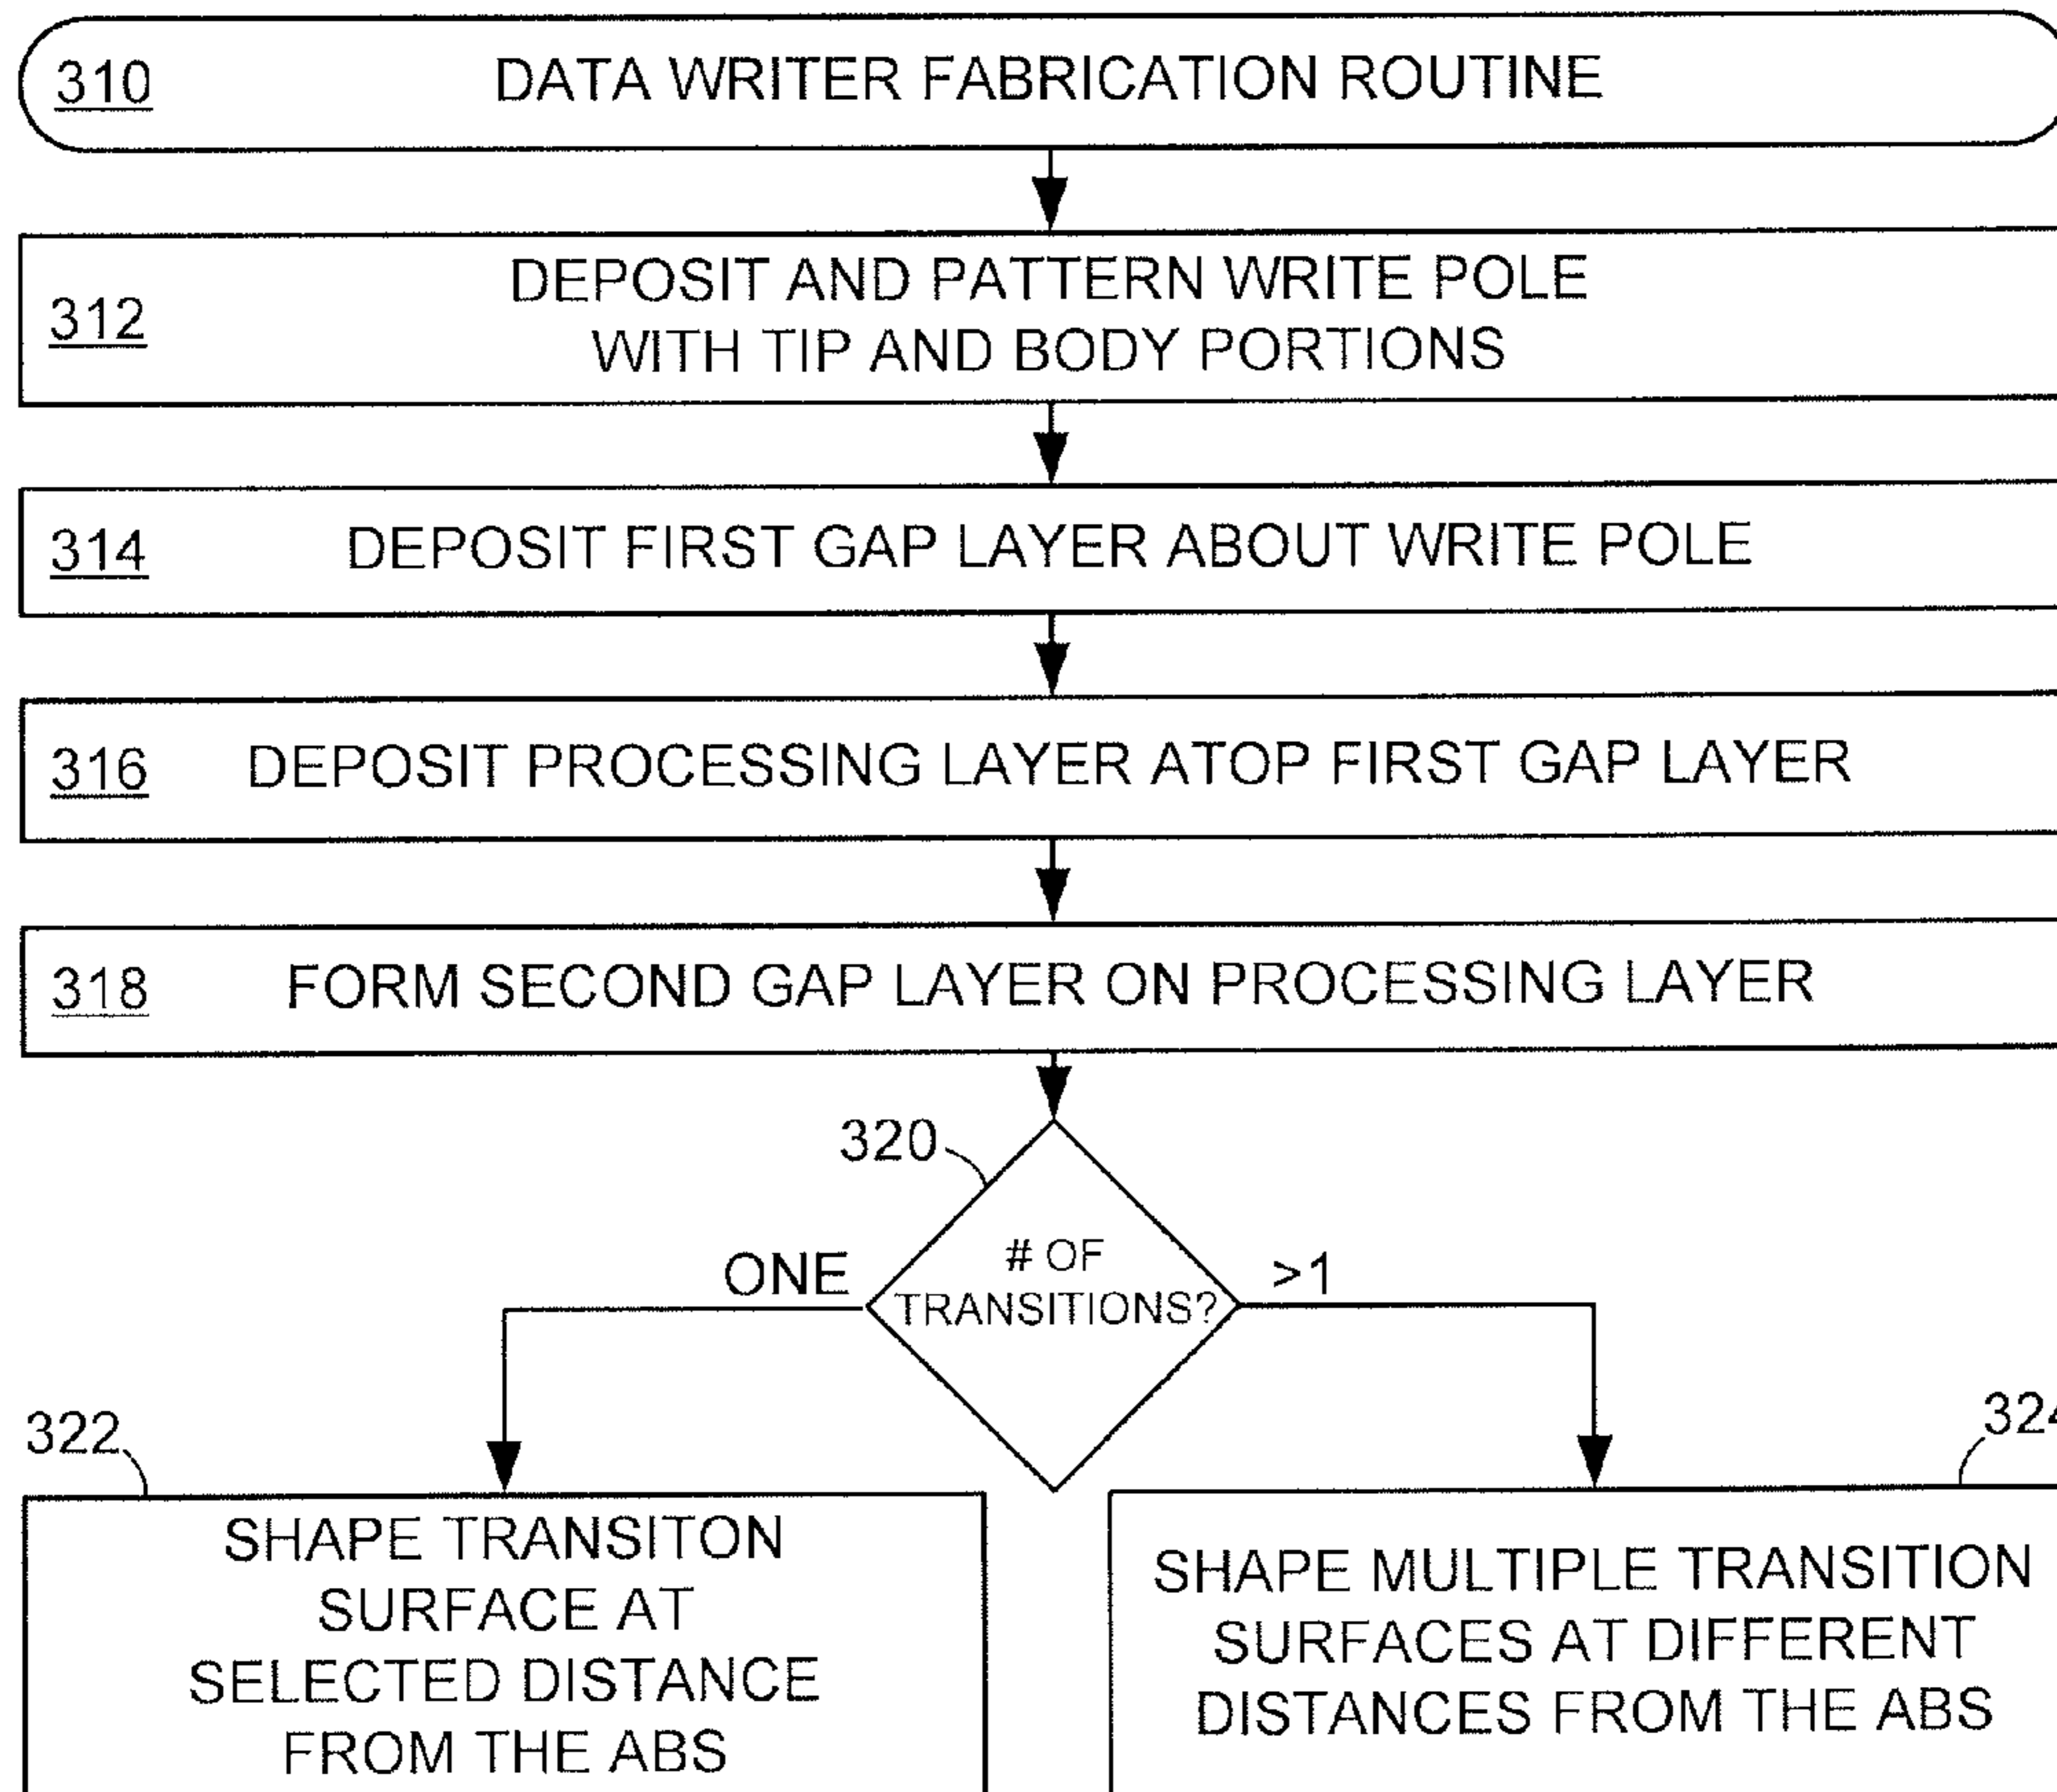 310 DATA WRITER FABRICATION ROUTINE
312 DEPOSIT AND PATTERN WRITE POLE
WITH TIP AND BODY PORTIONS
314 DEPOSIT FIRST GAP LAYER ABOUT WRITE POLE
316 DEPOSIT PROCESSING LAYER ATOP FIRST GAP LAYER
318 FORM SECOND GAP LAYER ON PROCESSING LAYER
320
# OF
TRANSITIONS?
ONE
>1
322
SHAPE TRANSITON
SURFACE AT
SELECTED DISTANCE
FROM THE ABS
324
SHAPE MULTIPLE TRANSITION
SURFACES AT DIFFERENT
DISTANCES FROM THE ABS